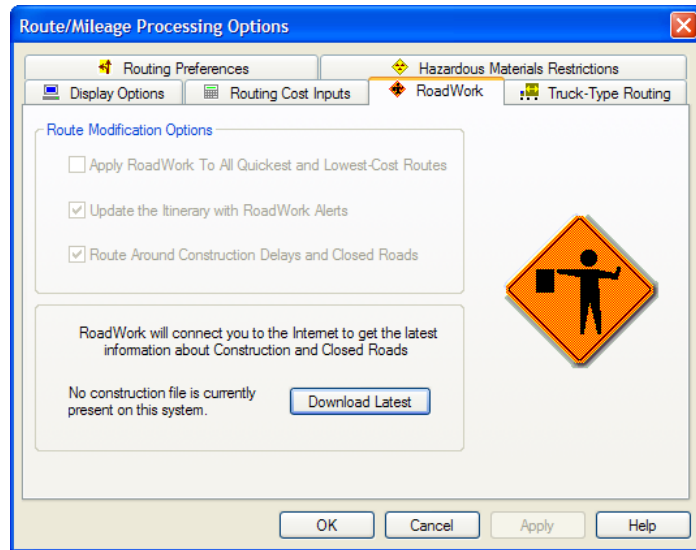 Route/Mileage Processing Options
Routing Preferences
Hazardous Materials Restrictions
Display Options
Routing Cost Inputs
RoadWork
Truck-Type Routing
Route Modification Options
Apply RoadWork To All Quickest and Lowest-Cost Routes
Update the Itinerary with RoadWork Alerts
Route Around Construction Delays and Closed Roads
RoadWork will connect you to the Internet to get the latest
information about Construction and Closed Roads
No construction file is currently
present on this system.
Download Latest
OK
Cancel
Apply
Help